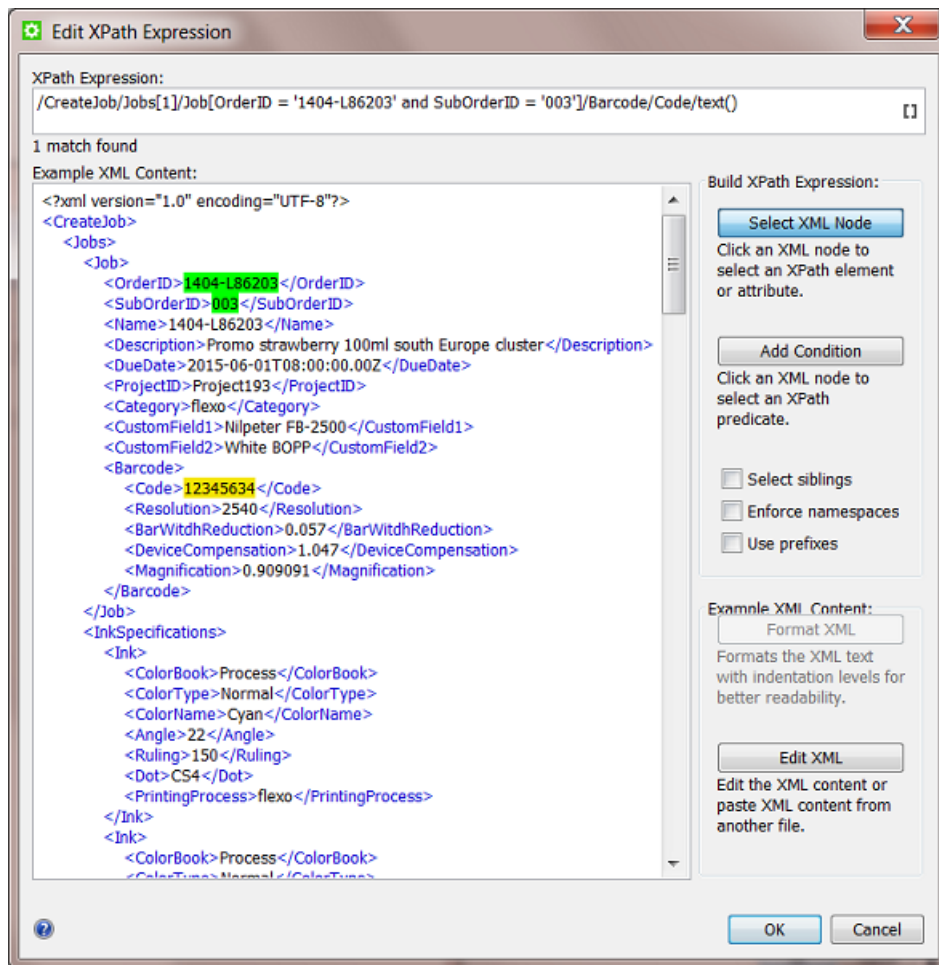 Edit XPath Expression
X
XPath Expression:
/CreateJob/Jobs[1]/Job[OrderID = '1404-L86203' and SubOrderID = '003']/Barcode/Code/text()
[]
1 match found
Example XML Content:
<?xml version="1.0" encoding="UTF-8"?>
<CreateJob>
<Jobs>
<Job>
<OrderID>1404-L86203</OrderID>
<SubOrderID>003</SubOrderID>
<Name>1404-L86203</Name>
<Description>Promo strawberry 100ml south Europe cluster</Description>
<DueDate>2015-06-01T08:00:00.00Z</DueDate>
<ProjectID>Project193</ProjectID>
<Category>flexo</Category>
<CustomField1>Nilpeter FB-2500</CustomField1>
<CustomField2>White BOPP</CustomField2>
<Barcode>
<Code>12345634</Code>
<Resolution>2540</Resolution>
<BarWitdhReduction>0.057</BarWitdhReduction>
<DeviceCompensation>1.047</DeviceCompensation>
<Magnification>0.909091</Magnification>
</Barcode>
</Job>
<InkSpecifications>
<Ink>
<ColorBook>Process</ColorBook>
<ColorType>Normal</ColorType>
<ColorName>Cyan</ColorName>
<Angle>22</Angle>
<Ruling>150</Ruling>
<Dot>CS4</Dot>
<PrintingProcess>flexo</PrintingProcess>
</Ink>
<Ink>
<ColorBook>Process</ColorBook>
<ColorType>Normal</ColorType>
Build XPath Expression:
Select XML Node
Click an XML node to
select an XPath element
or attribute.
Add Condition
Click an XML node to
select an XPath
predicate.
Select siblings
Enforce namespaces
Use prefixes
Example XML Content:
Format XML
Formats the XML text
with indentation levels for
better readability.
Edit XML
Edit the XML content or
paste XML content from
another file.
?
OK
Cancel